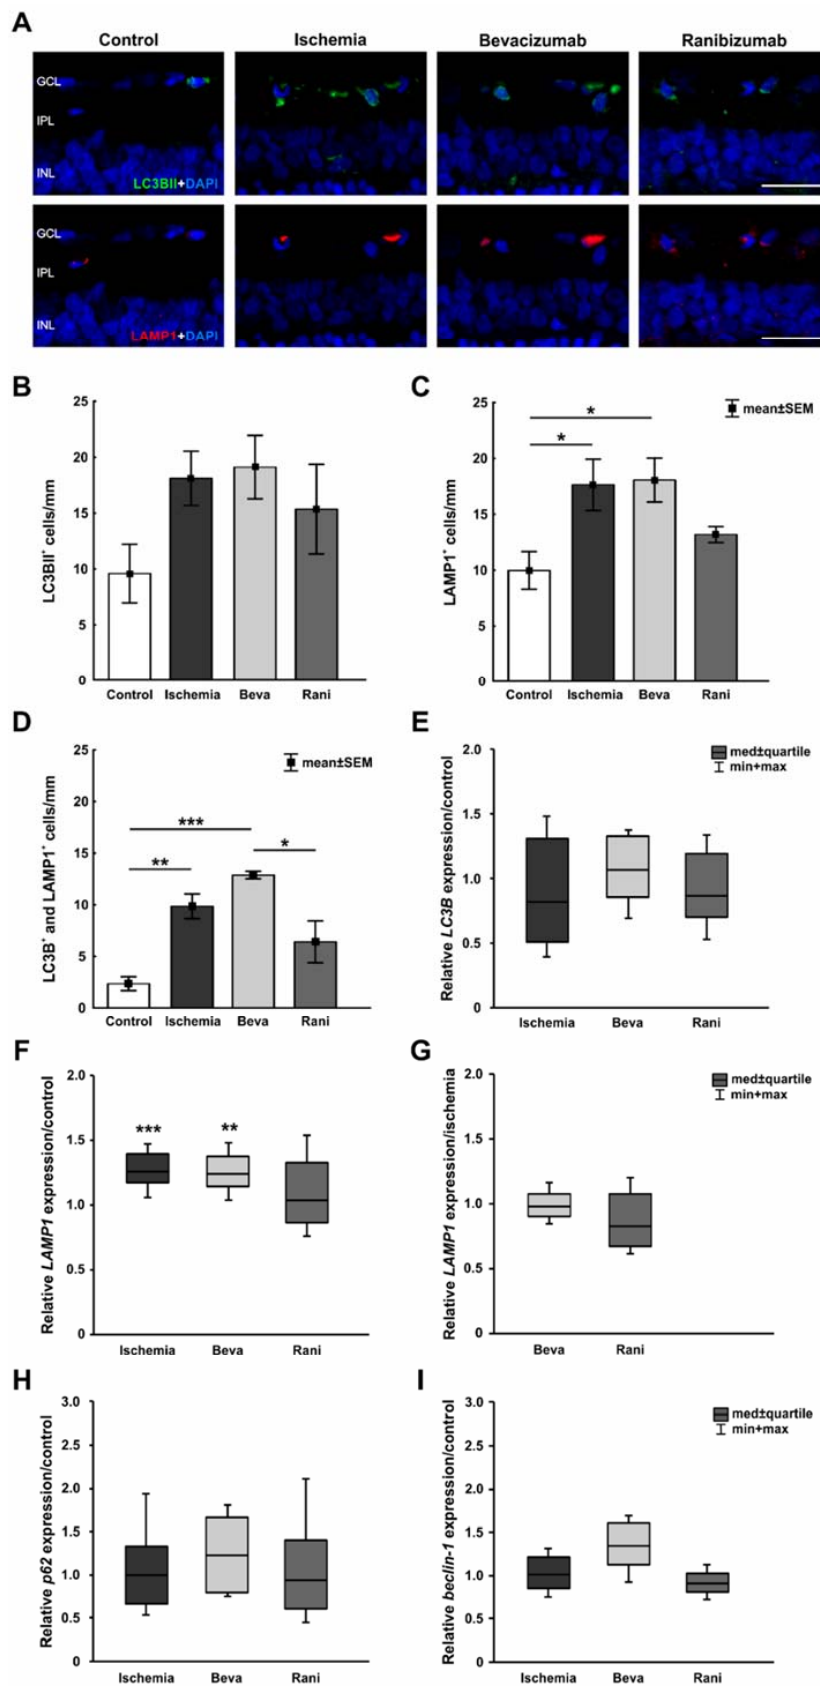 A
Control Ischemia Bevacizumab Ranibizumab
GCL
IPL
INL
LC3BII+DAPI
GCL
IPL
INL
LAMP1+DAPI
B
LC3BII⁺ cells/mm
25
20
15
10
5
0
Control Ischemia Beva Rani
C
mean±SEM
LAMP1⁺ cells/mm
25
20
15
10
5
0
*
*
Control Ischemia Beva Rani
D
mean±SEM
LC3B⁺ and LAMP1⁺ cells/mm
25
20
15
10
5
0
***
**
*
Control Ischemia Beva Rani
E
med±quartile
min+max
Relative LC3B expression/control
2.0
1.5
1.0
0.5
0
Ischemia Beva Rani
F
Relative LAMP1 expression/control
2.0
1.5
1.0
0.5
0
*** **
Ischemia Beva Rani
G
med±quartile
min+max
Relative LAMP1 expression/ischemia
2.0
1.5
1.0
0.5
0
Beva Rani
H
Relative p62 expression/control
3.0
2.5
2.0
1.5
1.0
0.5
0
Ischemia Beva Rani
I
med±quartile
min+max
Relative beclin-1 expression/control
3.0
2.5
2.0
1.5
1.0
0.5
0
Ischemia Beva Rani